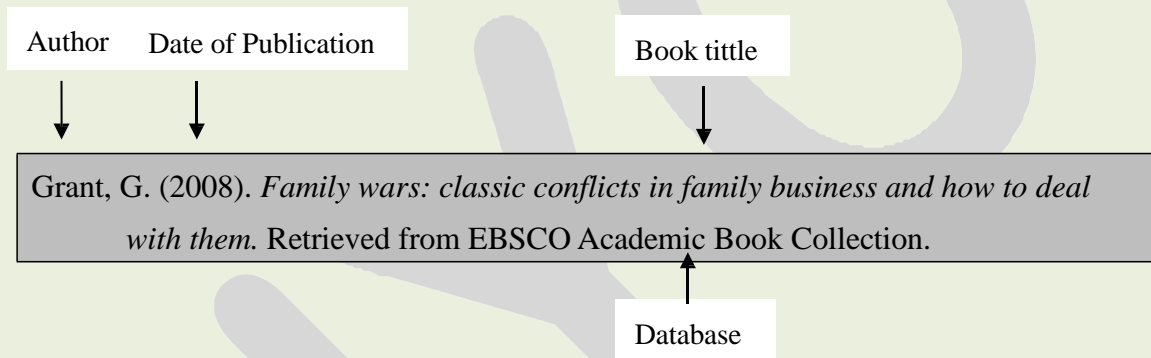 Author Date of Publication
Book tittle
Grant, G. (2008). Family wars: classic conflicts in family business and how to deal
with them. Retrieved from EBSCO Academic Book Collection.
Database